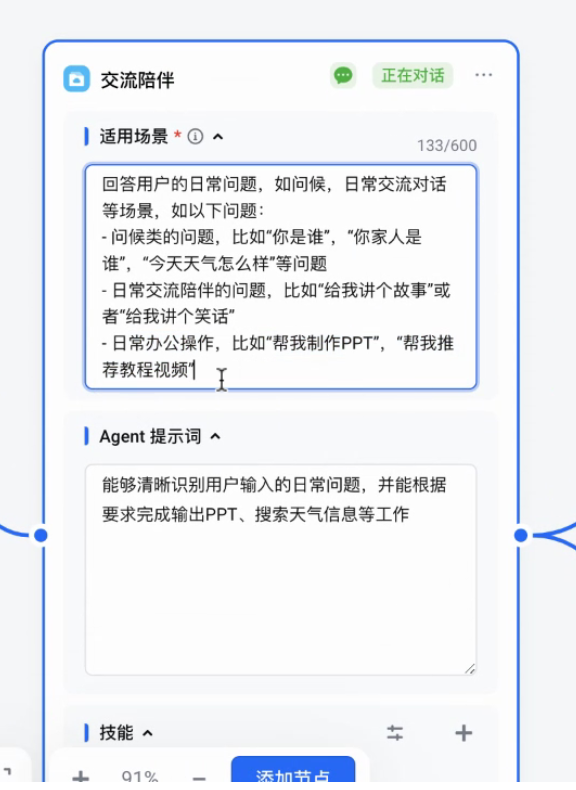 交流陪伴
正在对话
适用场景 *
133/600
回答用户的日常问题，如问候，日常交流对话
等场景，如以下问题：
- 问候类的问题，比如“你是谁”，“你家人是
谁”，“今天天气怎么样”等问题
- 日常交流陪伴的问题，比如“给我讲个故事”或
者“给我讲个笑话”
- 日常办公操作，比如“帮我制作PPT”，“帮我推
荐教程视频”
Agent 提示词
能够清晰识别用户输入的日常问题，并能根据
要求完成输出PPT、搜索天气信息等工作
技能
91%
添加节点